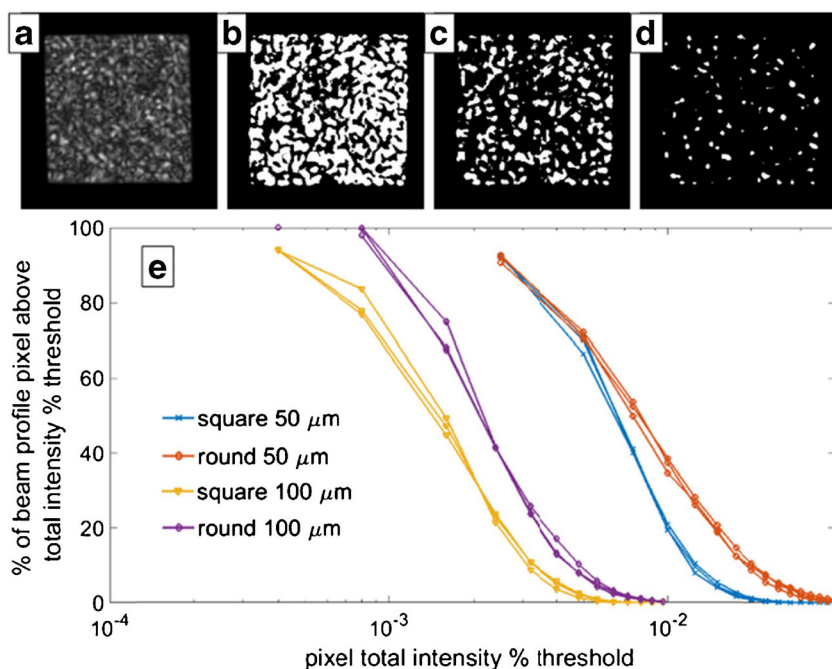 a
b
c
d
e
% of beam profile pixel above
total intensity % threshold
100
80
60
40
20
0
square 50 μm
round 50 μm
square 100 μm
round 100 μm
10-4
10-3
10-2
pixel total intensity % threshold